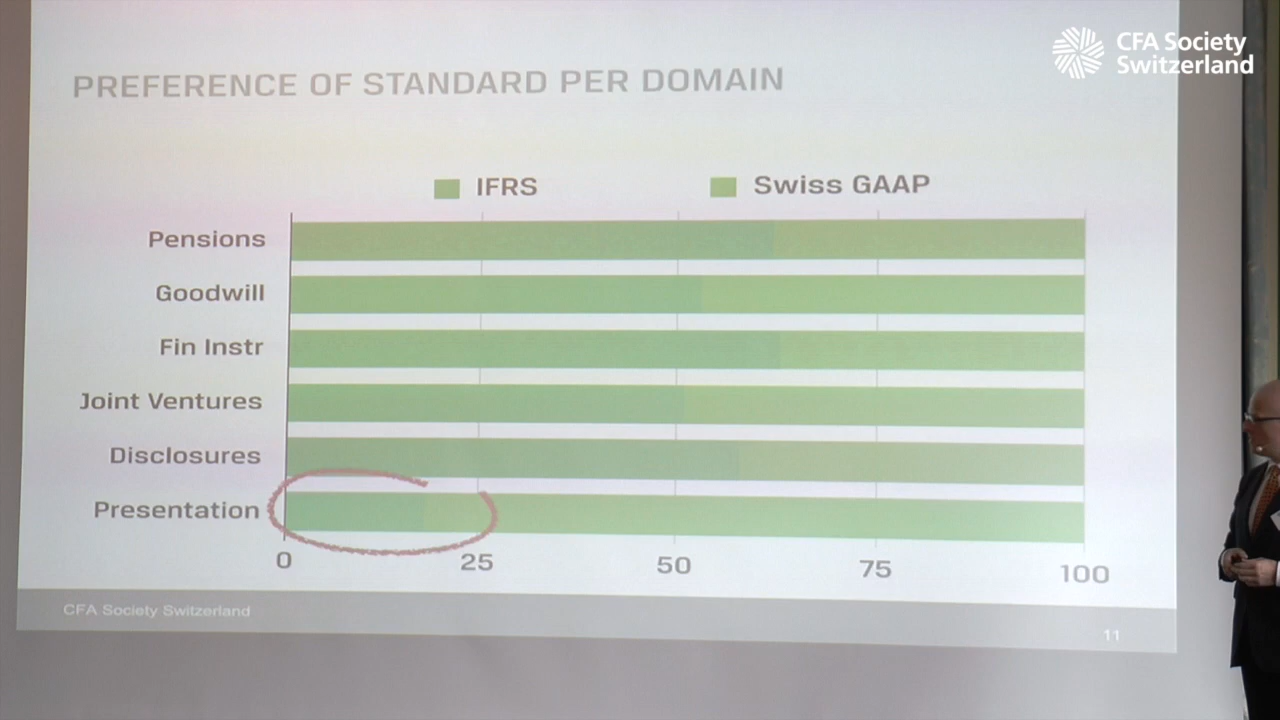 CFA Society
Switzerland
PREFERENCE OF STANDARD PER DOMAIN
IFRS
Swiss GAAP
Pensions
Goodwill
Fin Instr
Joint Ventures
Disclosures
Presentation
0
25
50
75
100
CFA Society Switzerland
11